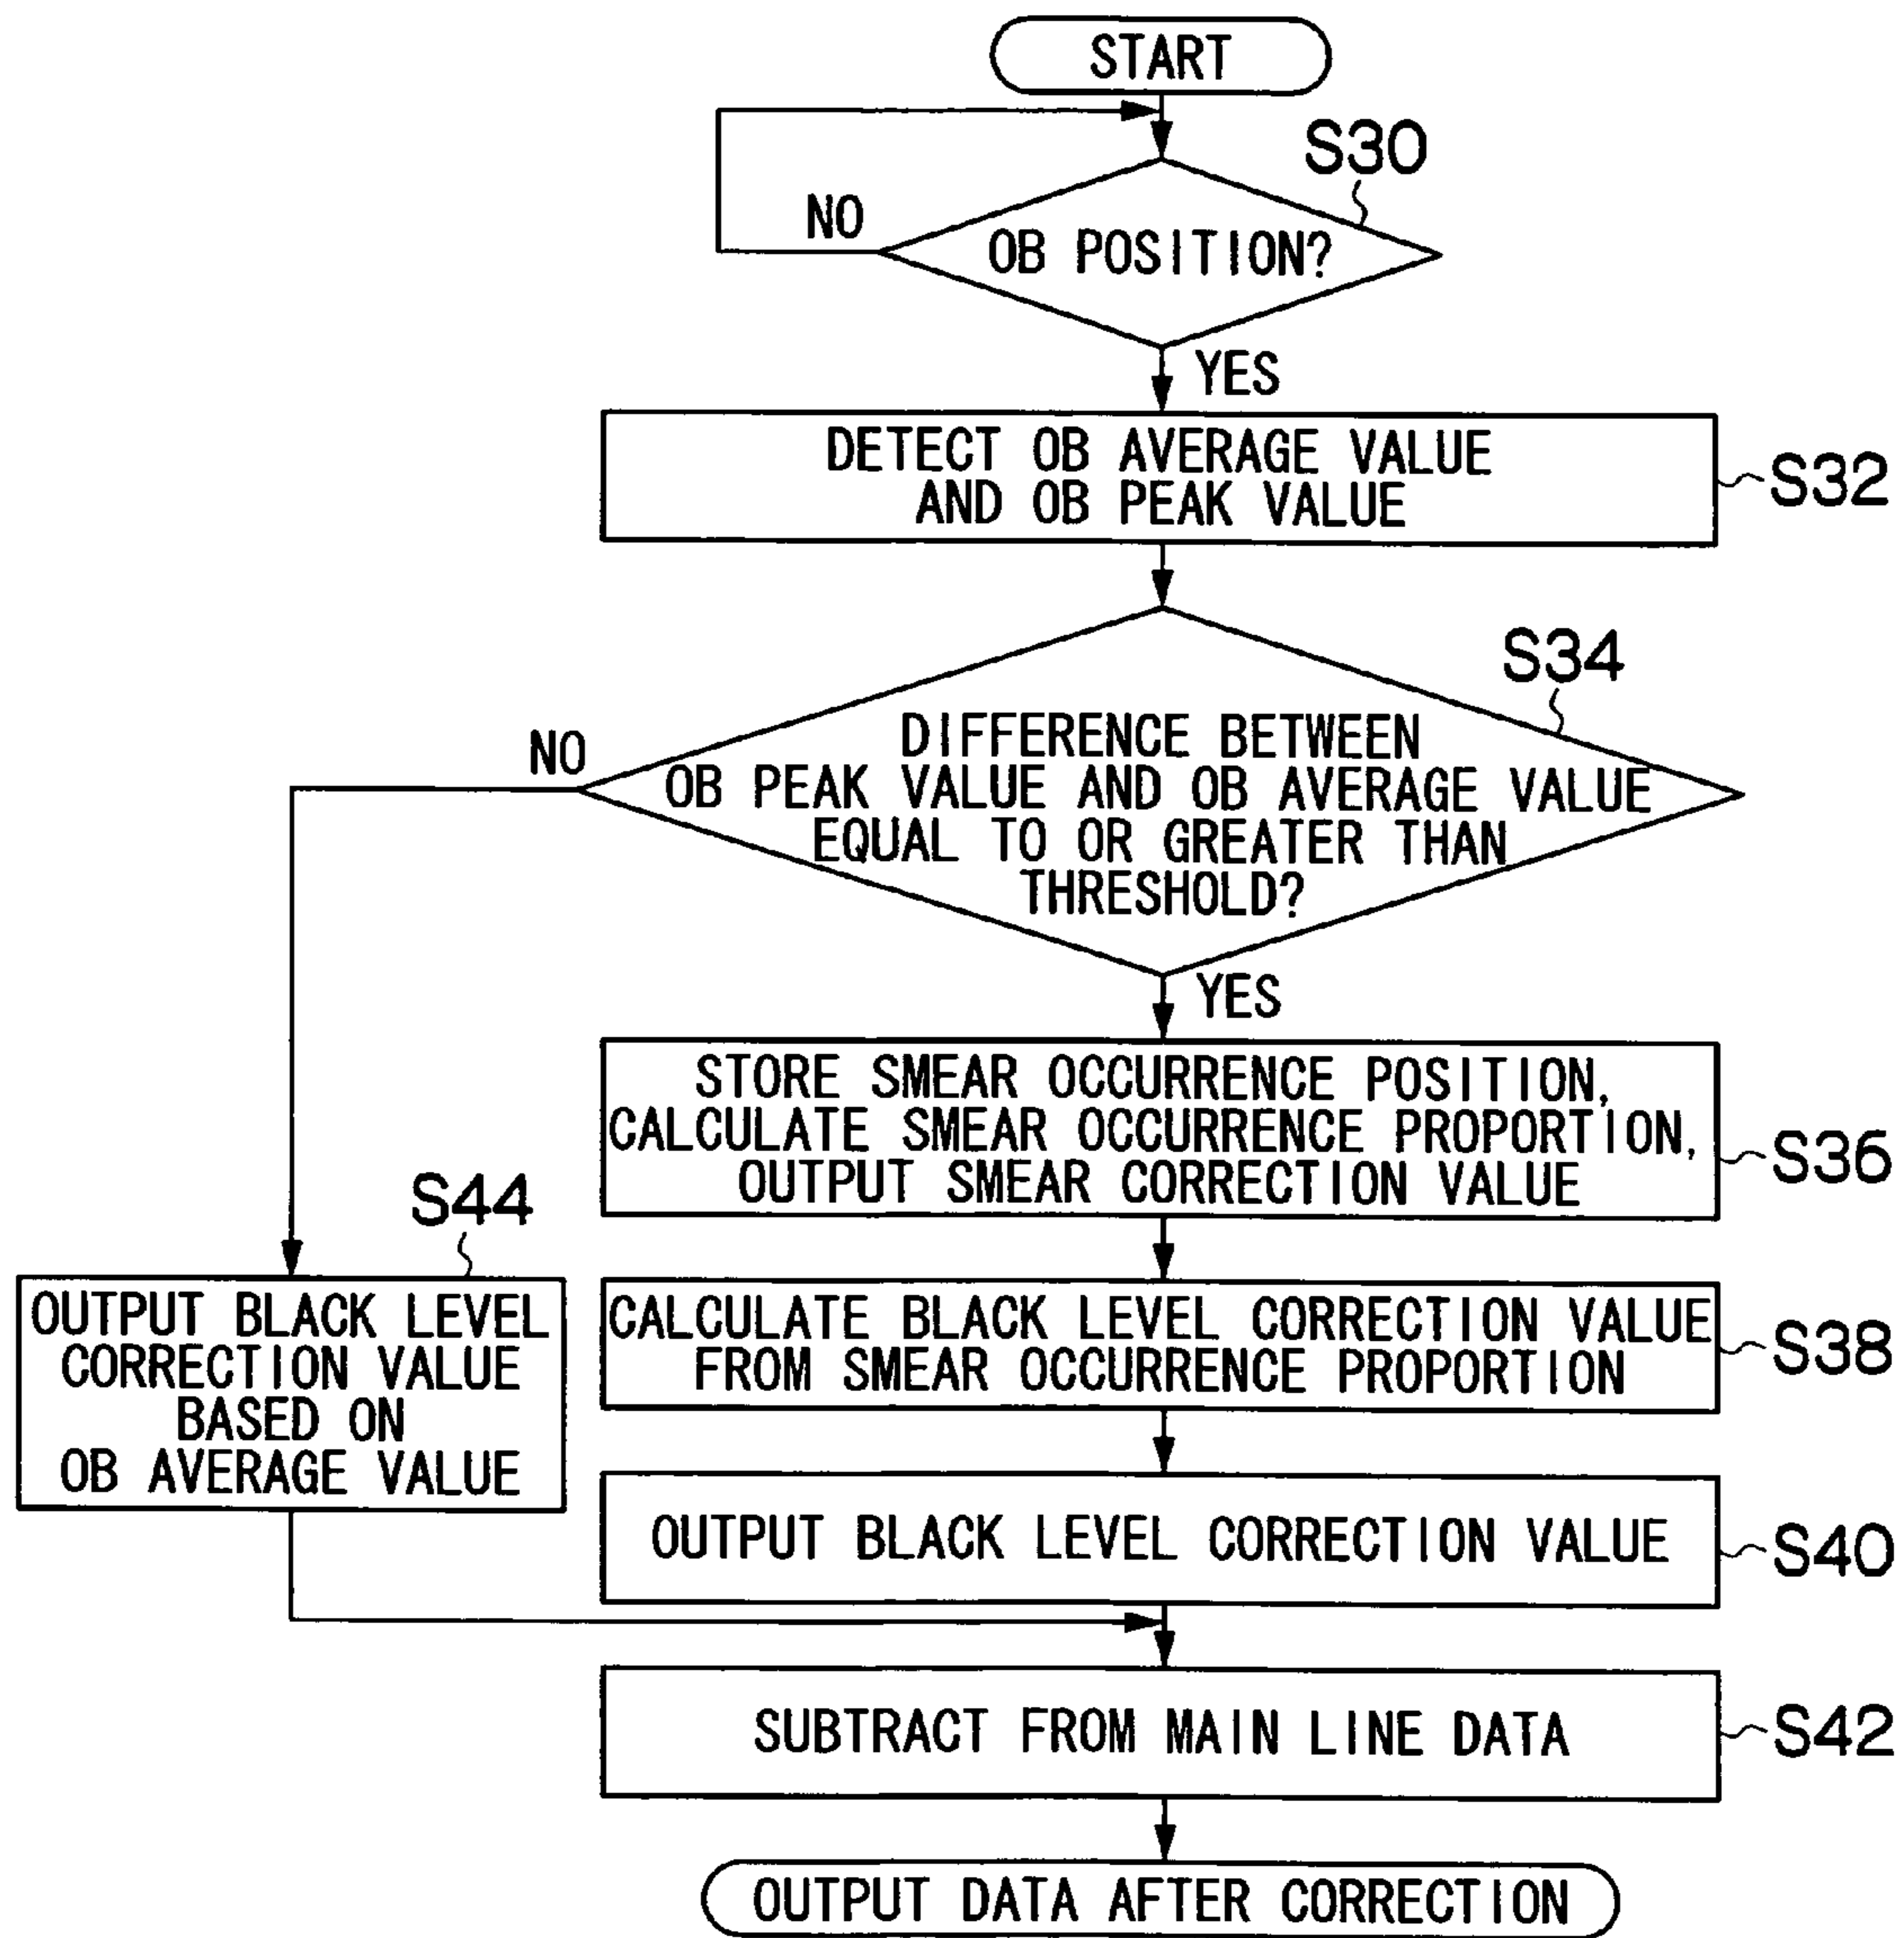 START
S30
NO
OB POSITION?
YES
DETECT OB AVERAGE VALUE
AND OB PEAK VALUE
S32
S34
NO
DIFFERENCE BETWEEN
OB PEAK VALUE AND OB AVERAGE VALUE
EQUAL TO OR GREATER THAN
THRESHOLD?
YES
STORE SMEAR OCCURRENCE POSITION,
CALCULATE SMEAR OCCURRENCE PROPORTION,
OUTPUT SMEAR CORRECTION VALUE
S36
S44
OUTPUT BLACK LEVEL
CORRECTION VALUE
BASED ON
OB AVERAGE VALUE
CALCULATE BLACK LEVEL CORRECTION VALUE
FROM SMEAR OCCURRENCE PROPORTION
S38
OUTPUT BLACK LEVEL CORRECTION VALUE
S40
SUBTRACT FROM MAIN LINE DATA
S42
OUTPUT DATA AFTER CORRECTION